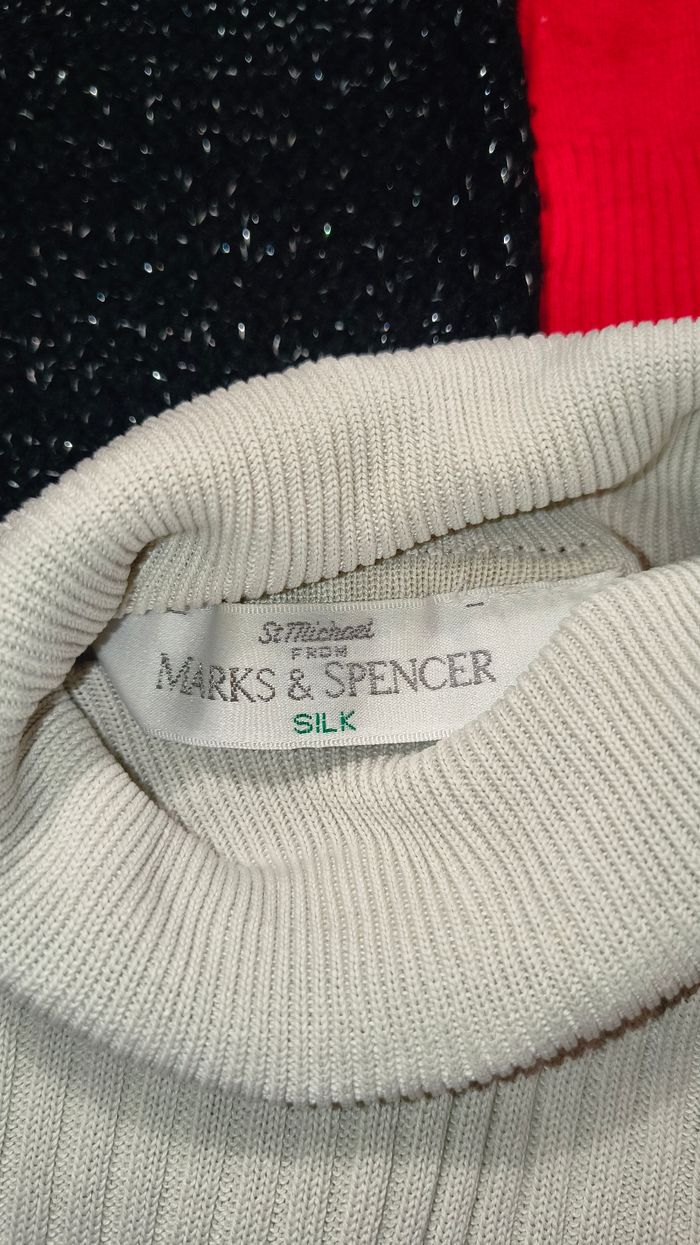 St Michael
FROM
MARKS & SPENCER
SILK